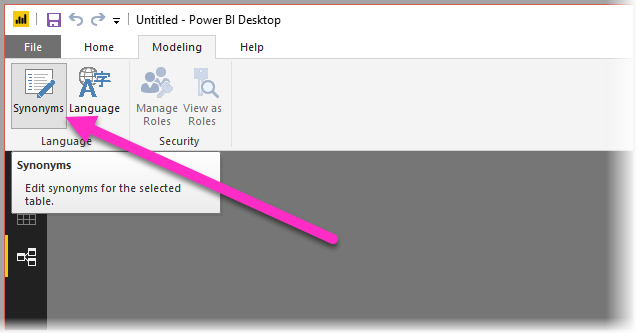 Untitled - Power BI Desktop
File Home Modeling Help
Synonyms Language Manage Roles View as Roles
Language Security
Synonyms
Edit synonyms for the selected
table.